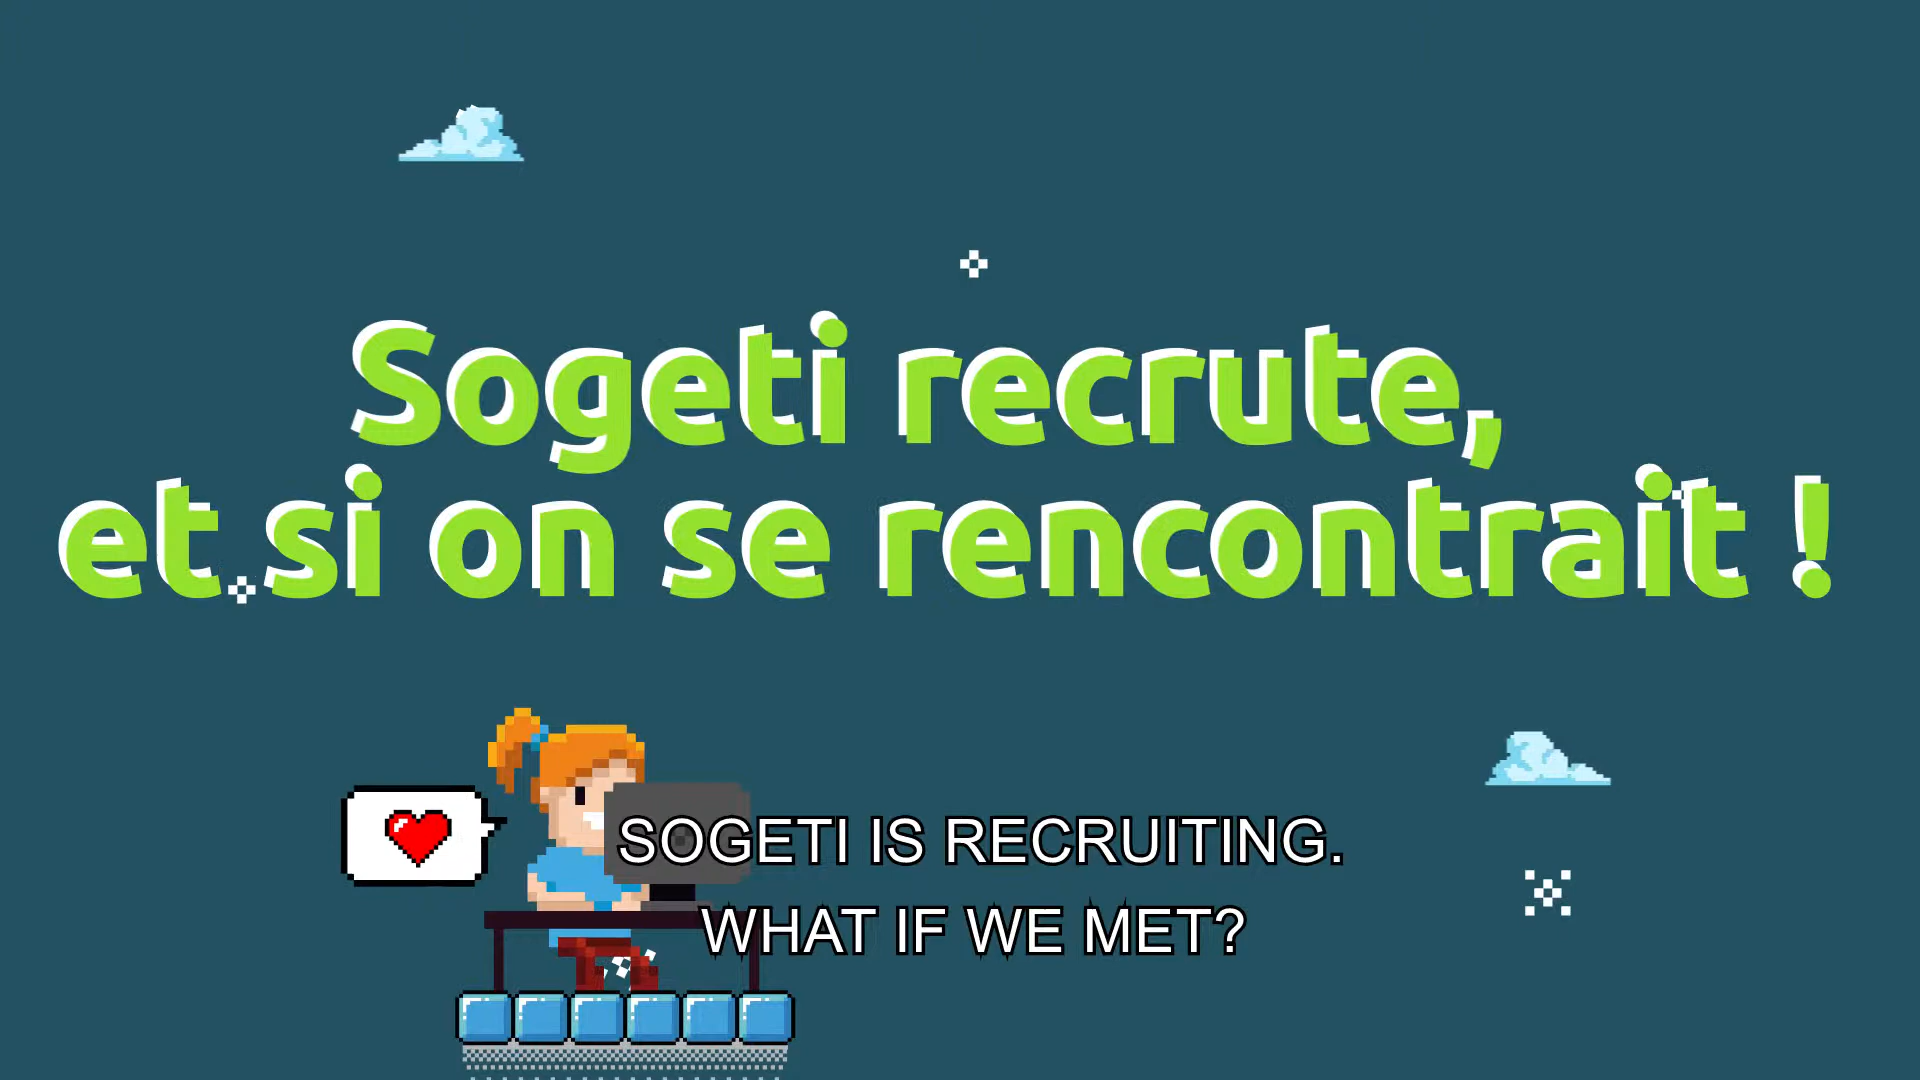 Sogeti recrute,
et si on se rencontrait !
SOGETI IS RECRUITING.
WHAT IF WE MET?